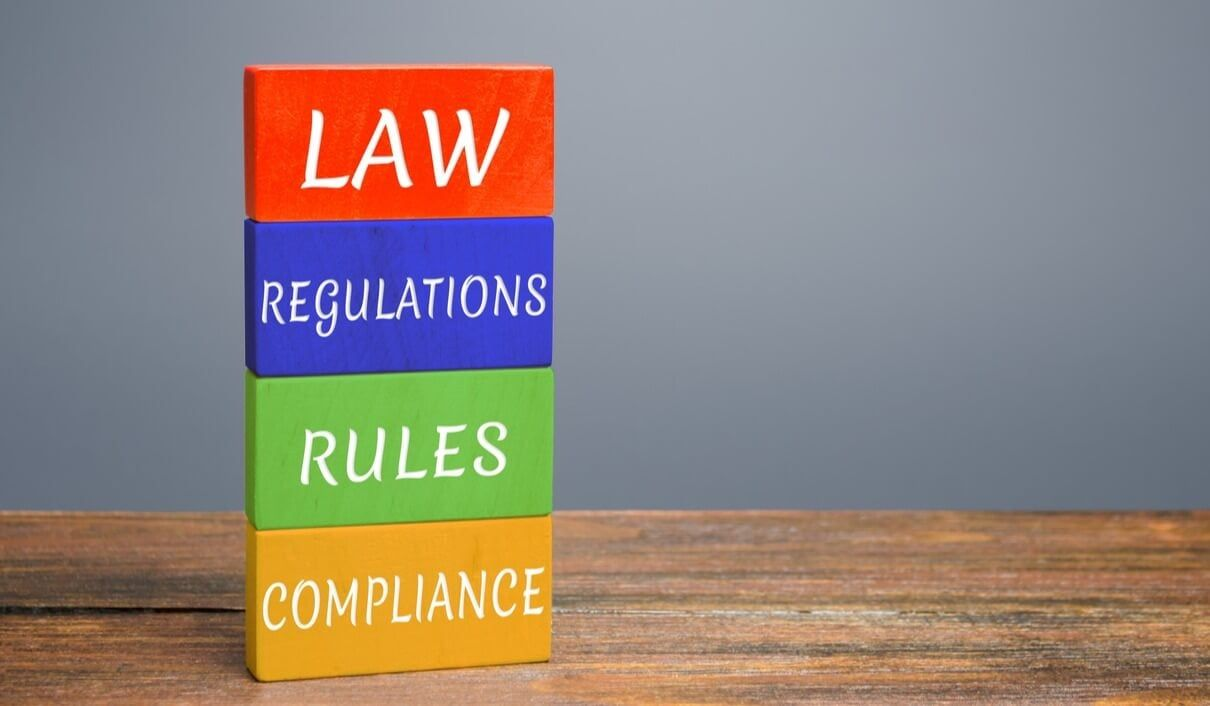 LAW
REGULATIONS
RULES
COMPLIANCE